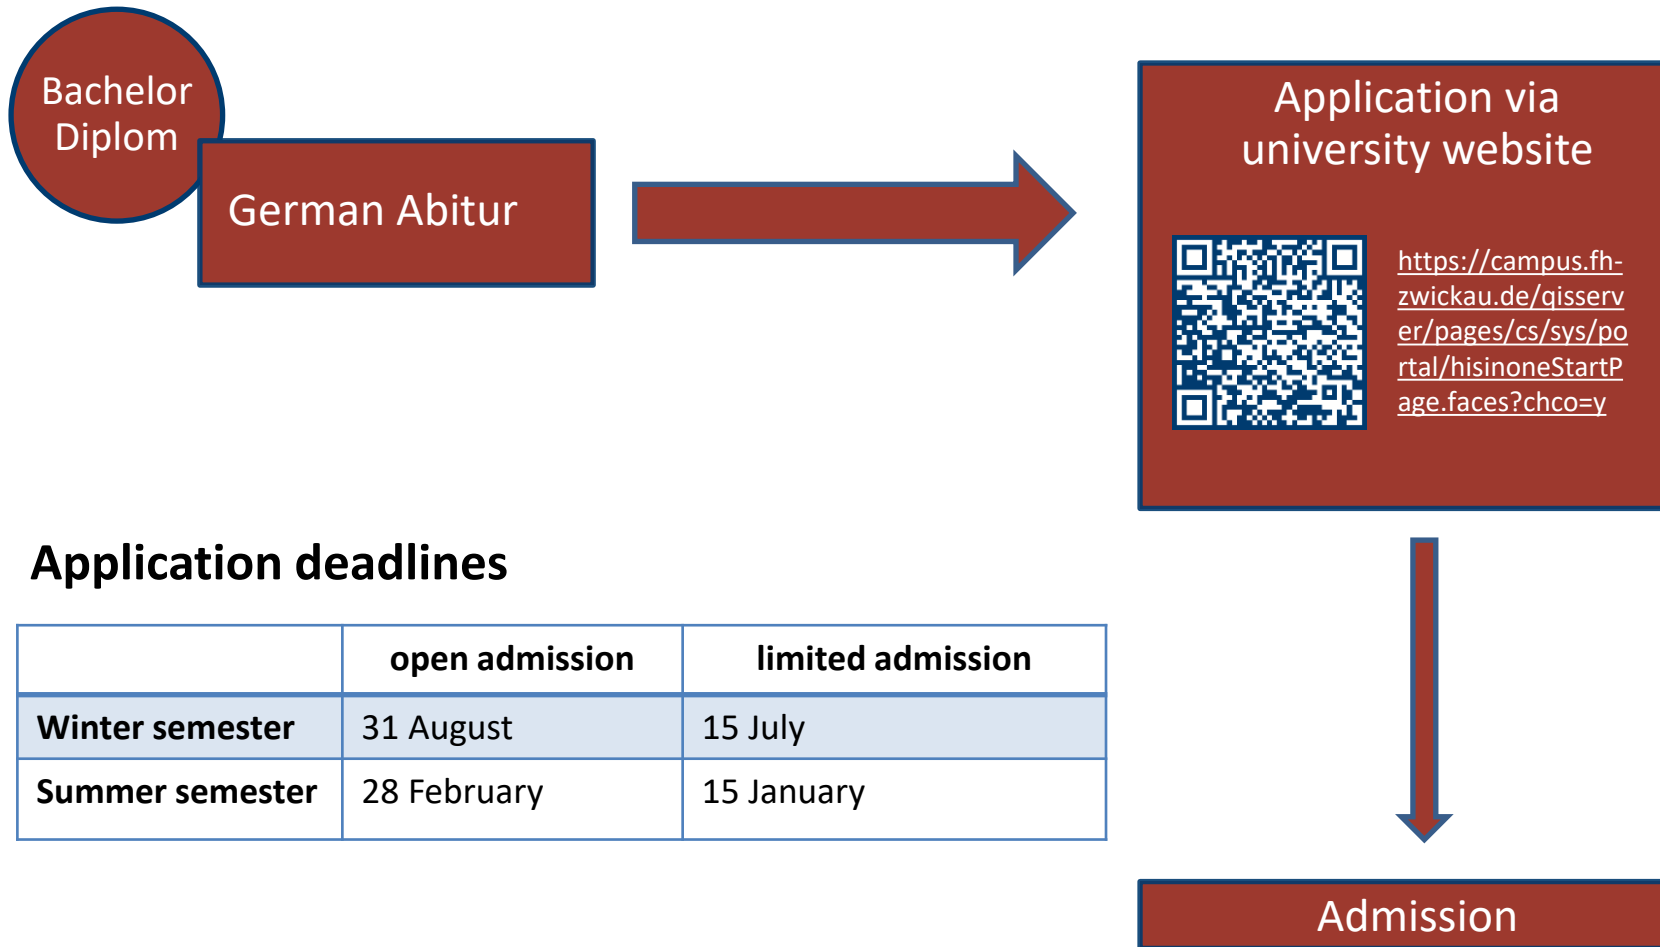 Bachelor
Diplom
German Abitur
Application via
university website
https://campus.fh-
zwickau.de/qisserv
er/pages/cs/sys/po
rtal/hisinoneStartP
age.faces?chco=y
Application deadlines
open admission limited admission
Winter semester 31 August 15 July
Summer semester 28 February 15 January
Admission